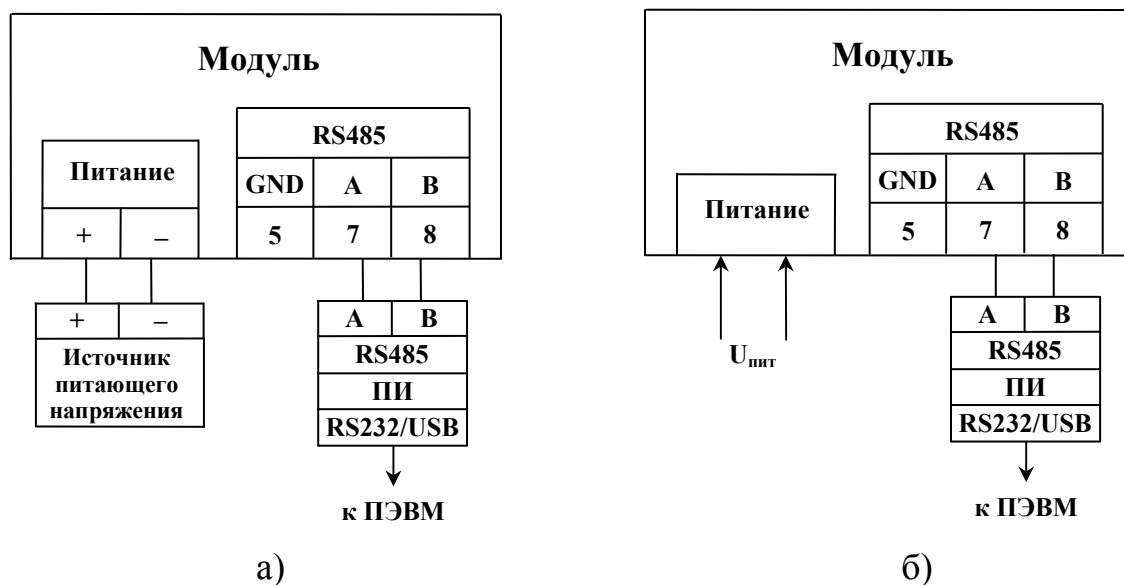 Модуль
RS485
Питание
GND A B
+ – 5 7 8
+ – A B
Источник
питающего
напряжения
RS485
ПИ
RS232/USB
к ПЭВМ
а)
Модуль
RS485
GND A B
Питание
5 7 8
A B
Uпит
RS485
ПИ
RS232/USB
к ПЭВМ
б)